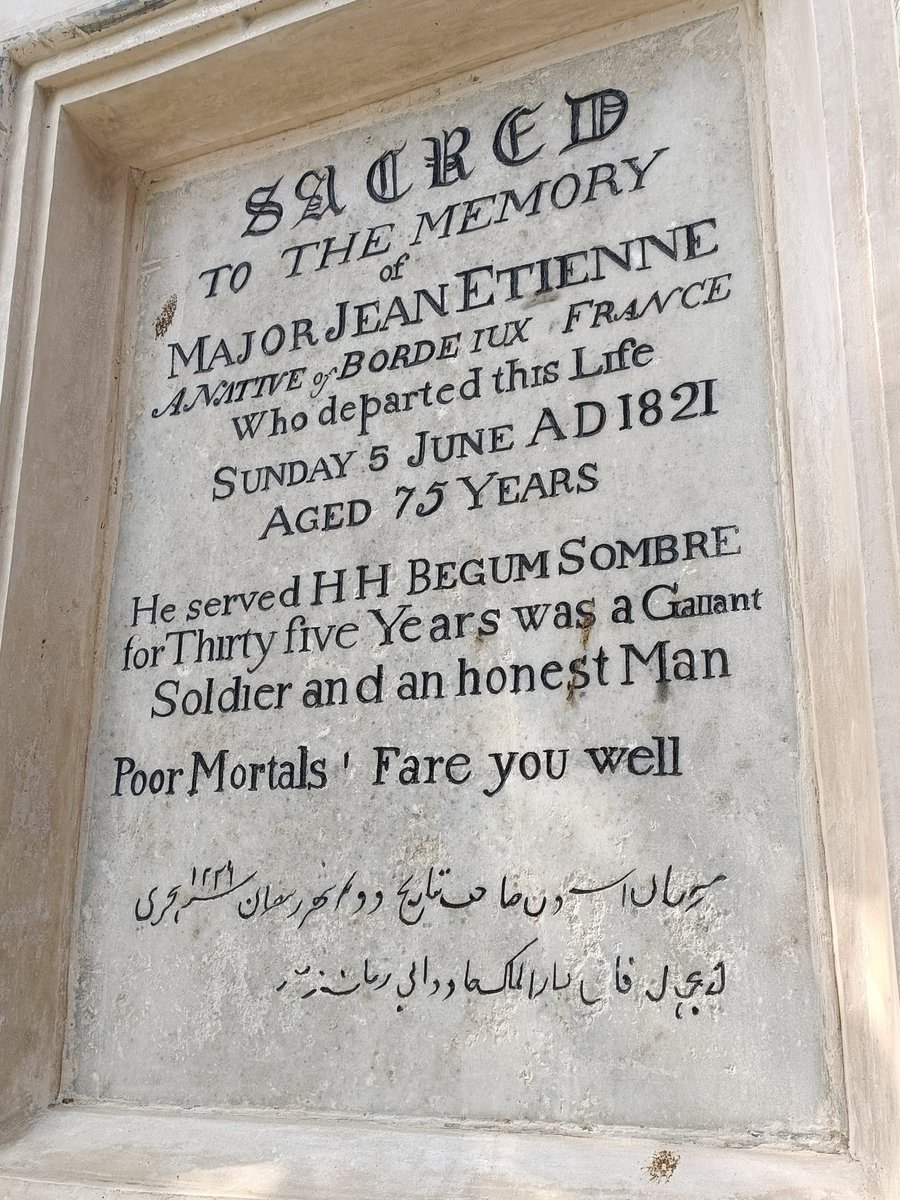 SACRED
TO THE MEMORY
of
MAJOR JEAN ETIENNE
A NATIVE of BORDE IUX FRANCE
Who departed this Life
SUNDAY 5 JUNE A D 1821
AGED 75 YEARS
He served H H BEGUM SOMBRE
for Thirty five Years was a Gallant
Soldier and an honest Man
Poor Mortals ' Fare you well
تاریخ